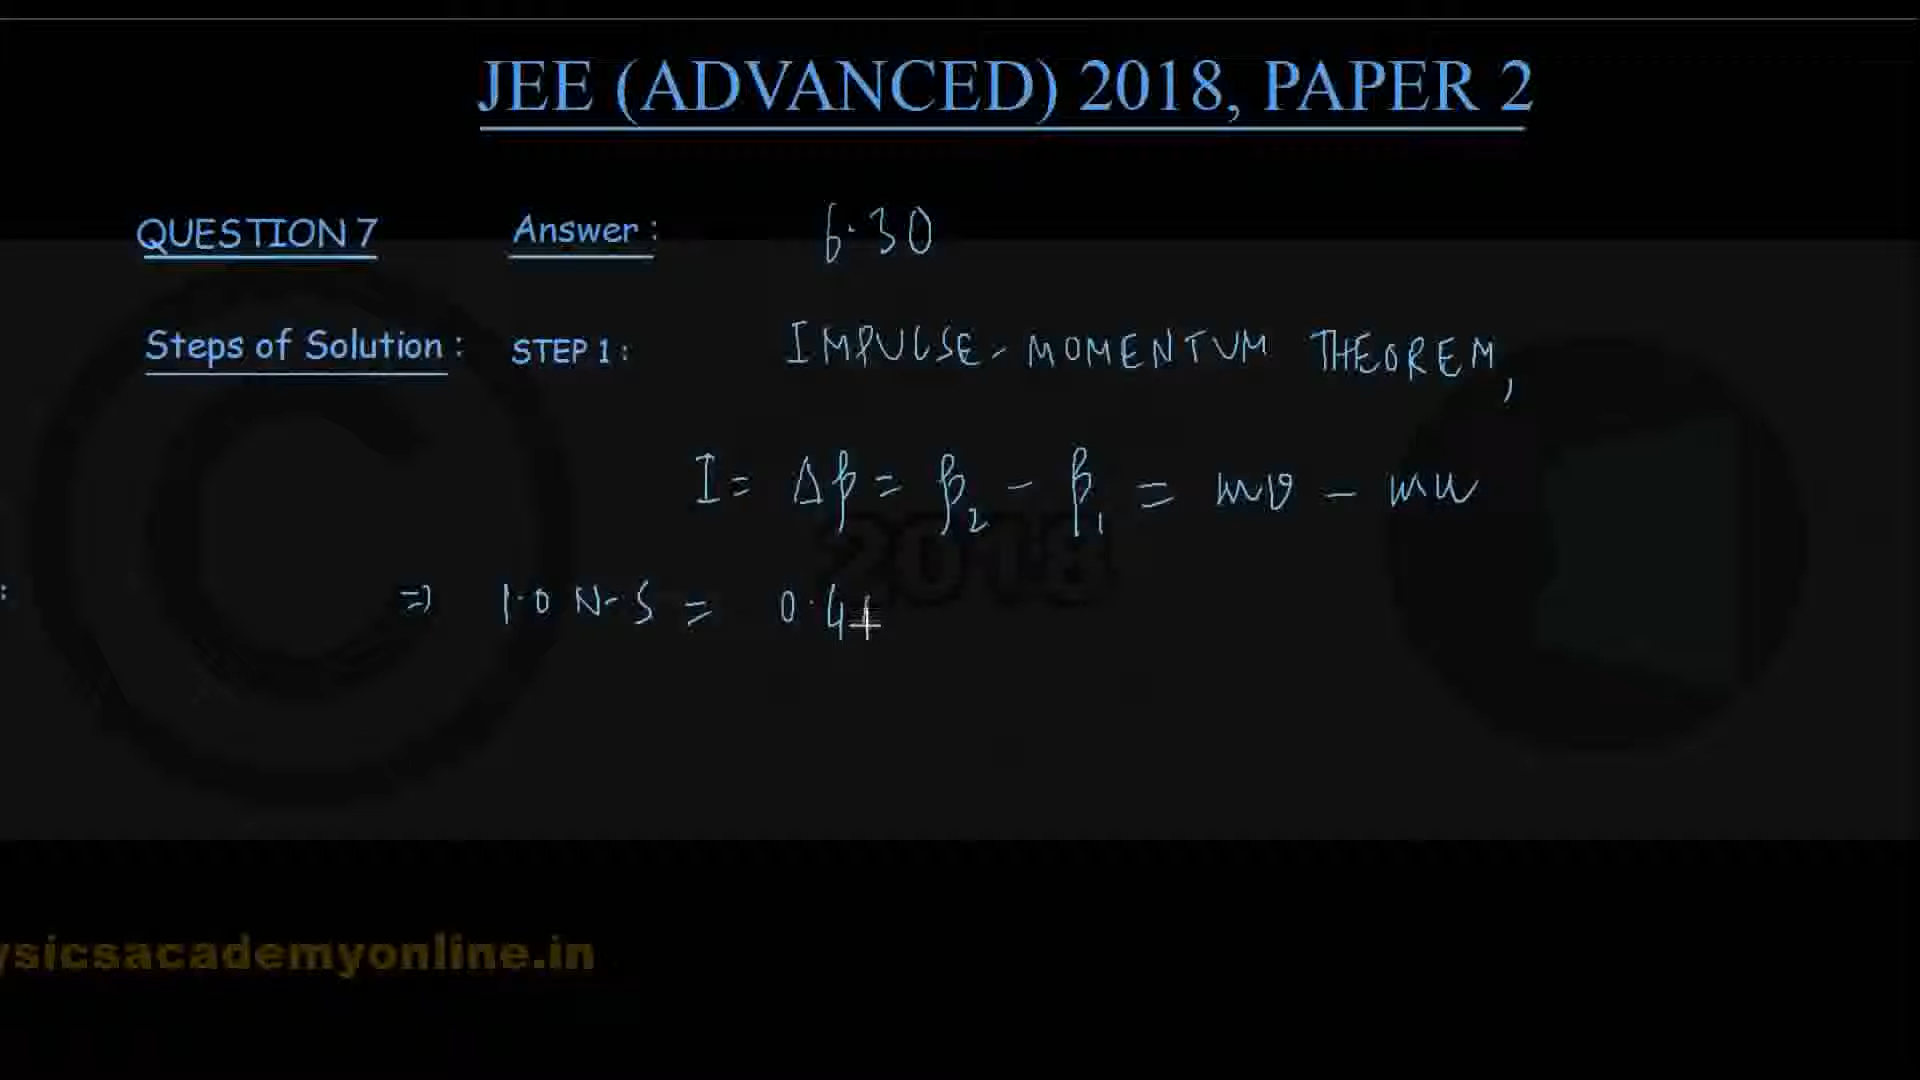 JEE (ADVANCED) 2018, PAPER 2
QUESTION 7 Answer : 6.30
Steps of Solution : STEP 1 : IMPULSE - MOMENTUM THEOREM,
I = Δp = p₂ - p₁ = mv - mu
: ⇒ 1.0 N-S = 0.4
2018
ysicsacademyonline.in